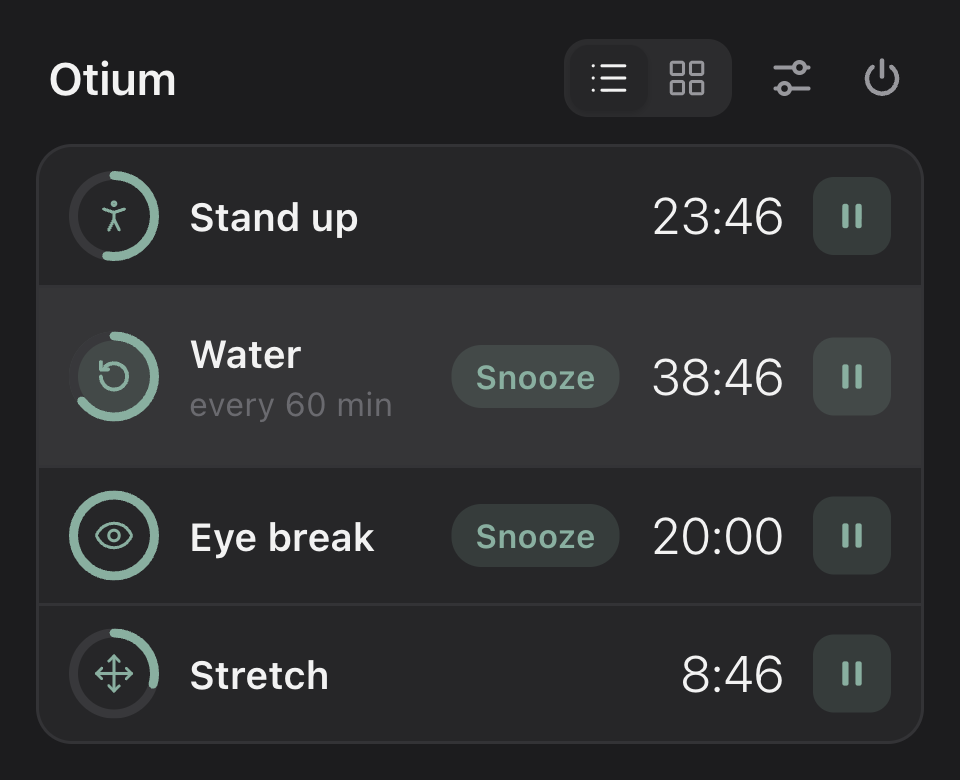 Otium
Stand up 23:46
Water
every 60 min
Snooze 38:46
Eye break Snooze 20:00
Stretch 8:46